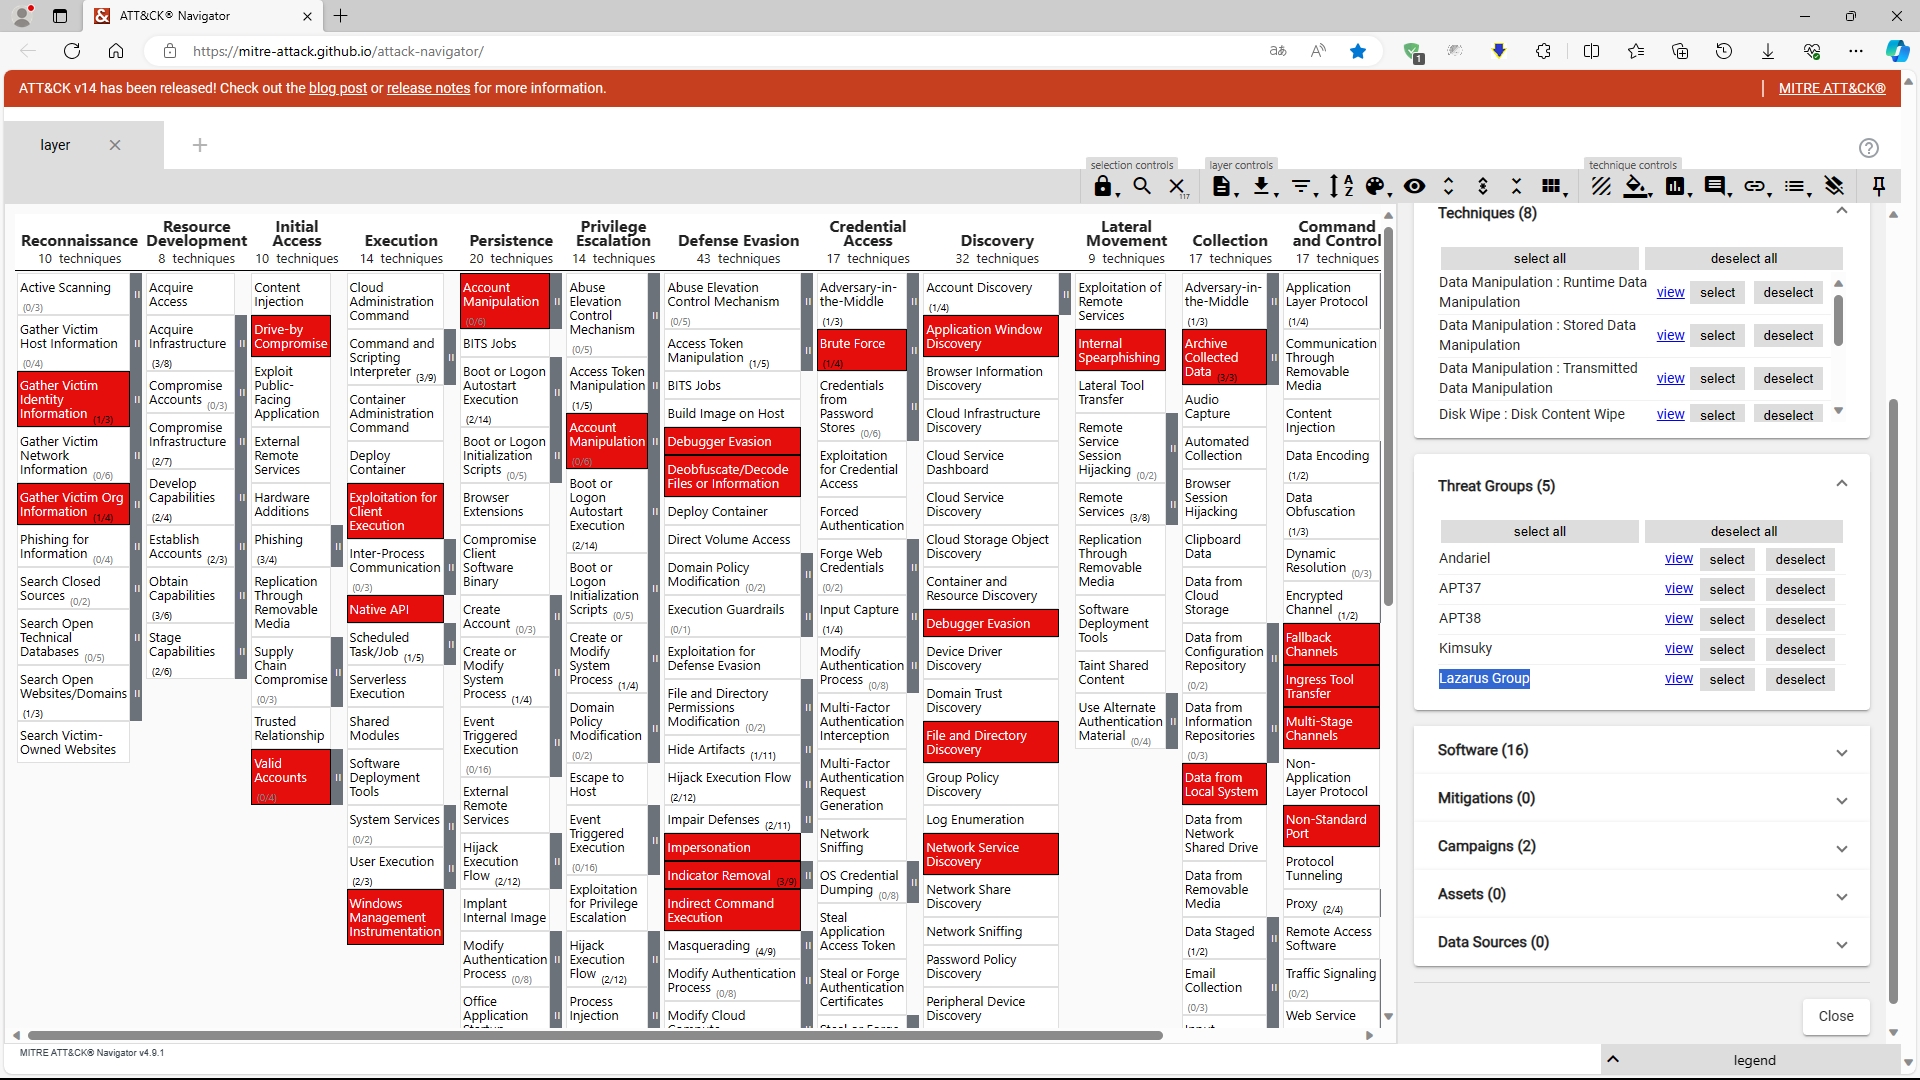 ATT&CK® Navigator
https://mitre-attack.github.io/attack-navigator/
ATT&CK v14 has been released! Check out the blog post or release notes for more information.
MITRE ATT&CK®
layer
selection controls
layer controls
technique controls
Reconnaissance
10 techniques
Active Scanning
(0/3)
Gather Victim
Host Information
(0/4)
Gather Victim
Identity
Information (1/3)
Gather Victim
Network
Information (0/6)
Gather Victim Org
Information (1/4)
Phishing for
Information (0/4)
Search Closed
Sources (0/2)
Search Open
Technical
Databases (0/5)
Search Open
Websites/Domains
(1/3)
Search Victim-
Owned Websites
Resource
Development
8 techniques
Acquire
Access
Acquire
Infrastructure
(3/8)
Compromise
Accounts (0/3)
Compromise
Infrastructure
(2/7)
Develop
Capabilities
(2/4)
Establish
Accounts (2/3)
Obtain
Capabilities
(3/6)
Stage
Capabilities
(2/6)
Initial
Access
10 techniques
Content
Injection
Drive-by
Compromise
Exploit
Public-
Facing
Application
External
Remote
Services
Hardware
Additions
Phishing
(3/4)
Replication
Through
Removable
Media
Supply
Chain
Compromise
(0/3)
Trusted
Relationship
Valid
Accounts
(0/4)
Execution
14 techniques
Cloud
Administration
Command
Command and
Scripting
Interpreter (3/9)
Container
Administration
Command
Deploy
Container
Exploitation for
Client
Execution
Inter-Process
Communication
(0/3)
Native API
Scheduled
Task/Job (1/5)
Serverless
Execution
Shared
Modules
Software
Deployment
Tools
System Services
(0/2)
User Execution
(2/3)
Windows
Management
Instrumentation
Persistence
20 techniques
Account
Manipulation
(0/6)
BITS Jobs
Boot or Logon
Autostart
Execution
(2/14)
Boot or Logon
Initialization
Scripts (0/5)
Browser
Extensions
Compromise
Client
Software
Binary
Create
Account (0/3)
Create or
Modify
System
Process (1/4)
Event
Triggered
Execution
(0/16)
External
Remote
Services
Hijack
Execution
Flow (2/12)
Implant
Internal Image
Modify
Authentication
Process (0/8)
Office
Application
Privilege
Escalation
14 techniques
Abuse
Elevation
Control
Mechanism
(0/5)
Access Token
Manipulation
(1/5)
Account
Manipulation
(0/6)
Boot or
Logon
Autostart
Execution
(2/14)
Boot or
Logon
Initialization
Scripts (0/5)
Create or
Modify
System
Process (1/4)
Domain
Policy
Modification
(0/2)
Escape to
Host
Event
Triggered
Execution
(0/16)
Exploitation
for Privilege
Escalation
Hijack
Execution
Flow (2/12)
Process
Injection
Defense Evasion
43 techniques
Abuse Elevation
Control Mechanism
(0/5)
Access Token
Manipulation (1/5)
BITS Jobs
Build Image on Host
Debugger Evasion
Deobfuscate/Decode
Files or Information
Deploy Container
Direct Volume Access
Domain Policy
Modification (0/2)
Execution Guardrails
(0/1)
Exploitation for
Defense Evasion
File and Directory
Permissions
Modification (0/2)
Hide Artifacts (1/11)
Hijack Execution Flow
(2/12)
Impair Defenses (2/11)
Impersonation
Indicator Removal (3/9)
Indirect Command
Execution
Masquerading (4/9)
Modify Authentication
Process (0/8)
Modify Cloud
Credential
Access
17 techniques
Adversary-in-
the-Middle
(1/3)
Brute Force
(1/4)
Credentials
from
Password
Stores (0/6)
Exploitation
for Credential
Access
Forced
Authentication
Forge Web
Credentials
(0/2)
Input Capture
(1/4)
Modify
Authentication
Process (0/8)
Multi-Factor
Authentication
Interception
Multi-Factor
Authentication
Request
Generation
Network
Sniffing
OS Credential
Dumping (0/8)
Steal
Application
Access Token
Steal or Forge
Authentication
Certificates
Discovery
32 techniques
Account Discovery
(1/4)
Application Window
Discovery
Browser Information
Discovery
Cloud Infrastructure
Discovery
Cloud Service
Dashboard
Cloud Service
Discovery
Cloud Storage Object
Discovery
Container and
Resource Discovery
Debugger Evasion
Device Driver
Discovery
Domain Trust
Discovery
File and Directory
Discovery
Group Policy
Discovery
Log Enumeration
Network Service
Discovery
Network Share
Discovery
Network Sniffing
Password Policy
Discovery
Peripheral Device
Discovery
Lateral
Movement
9 techniques
Exploitation of
Remote
Services
Internal
Spearphishing
Lateral Tool
Transfer
Remote
Service
Session
Hijacking (0/2)
Remote
Services (3/8)
Replication
Through
Removable
Media
Software
Deployment
Tools
Taint Shared
Content
Use Alternate
Authentication
Material (0/4)
Collection
17 techniques
Adversary-in-
the-Middle
(1/3)
Archive
Collected
Data (3/3)
Audio
Capture
Automated
Collection
Browser
Session
Hijacking
Clipboard
Data
Data from
Cloud
Storage
Data from
Configuration
Repository
(0/2)
Data from
Information
Repositories
(0/3)
Data from
Local System
Data from
Network
Shared Drive
Data from
Removable
Media
Data Staged
(1/2)
Email
Collection
(0/3)
Input
Command
and Control
17 techniques
Application
Layer Protocol
(1/4)
Communication
Through
Removable
Media
Content
Injection
Data Encoding
(1/2)
Data
Obfuscation
(1/3)
Dynamic
Resolution (0/3)
Encrypted
Channel (1/2)
Fallback
Channels
Ingress Tool
Transfer
Multi-Stage
Channels
Non-
Application
Layer Protocol
Non-Standard
Port
Protocol
Tunneling
Proxy (2/4)
Remote Access
Software
Traffic Signaling
(0/2)
Web Service
Techniques (8)
select all deselect all
Data Manipulation : Runtime Data
Manipulation view select deselect
Data Manipulation : Stored Data
Manipulation view select deselect
Data Manipulation : Transmitted
Data Manipulation view select deselect
Disk Wipe : Disk Content Wipe view select deselect
Threat Groups (5)
select all deselect all
Andariel view select deselect
APT37 view select deselect
APT38 view select deselect
Kimsuky view select deselect
Lazarus Group view select deselect
Software (16)
Mitigations (0)
Campaigns (2)
Assets (0)
Data Sources (0)
Close
MITRE ATT&CK® Navigator v4.9.1
legend